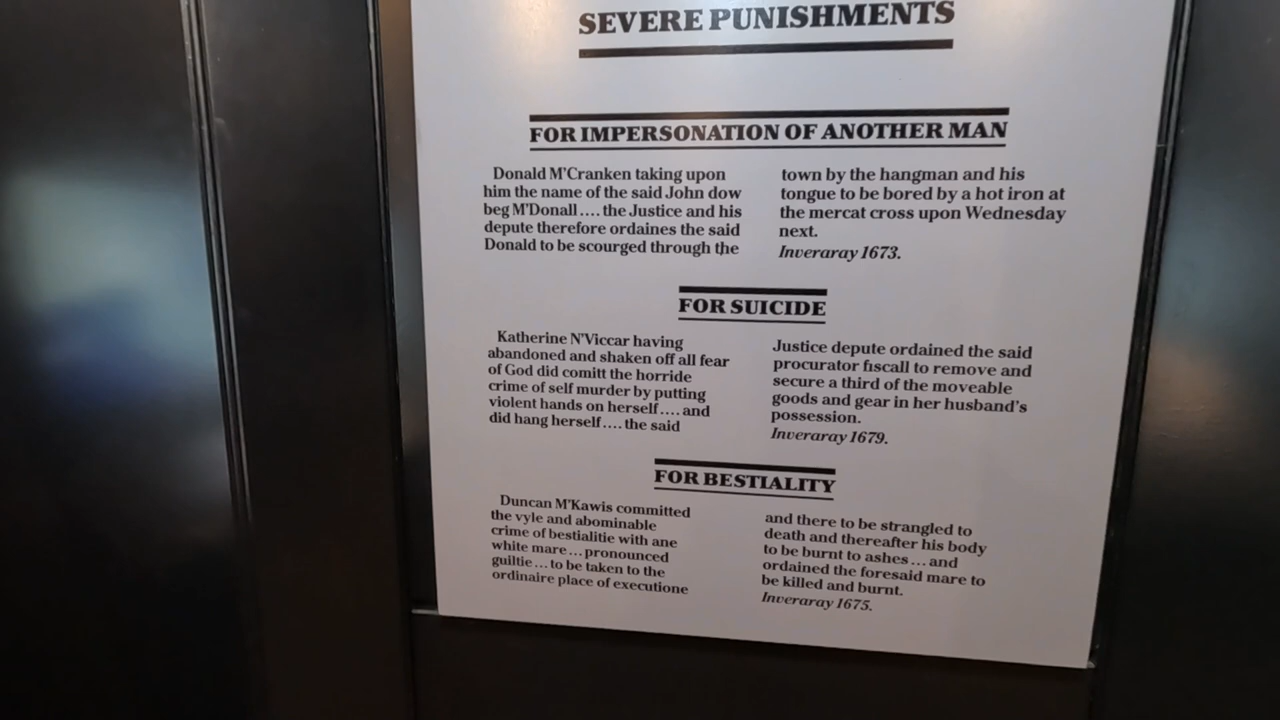 SEVERE PUNISHMENTS
FOR IMPERSONATION OF ANOTHER MAN
Donald M'Cranken taking upon
him the name of the said John dow
beg M'Donall .... the Justice and his
depute therefore ordaines the said
Donald to be scourged through the
town by the hangman and his
tongue to be bored by a hot iron at
the mercat cross upon Wednesday
next.
Inveraray 1673.
FOR SUICIDE
Katherine N'Viccar having
abandoned and shaken off all fear
of God did comitt the horride
crime of self murder by putting
violent hands on herself .... and
did hang herself .... the said
Justice depute ordained the said
procurator fiscall to remove and
secure a third of the moveable
goods and gear in her husband's
possession.
Inveraray 1679.
FOR BESTIALITY
Duncan M'Kawis committed
the vyle and abominable
crime of bestialitie with ane
white mare ... pronounced
guiltie ... to be taken to the
ordinaire place of executione
and there to be strangled to
death and thereafter his body
to be burnt to ashes ... and
ordained the foresaid mare to
be killed and burnt.
Inveraray 1675.